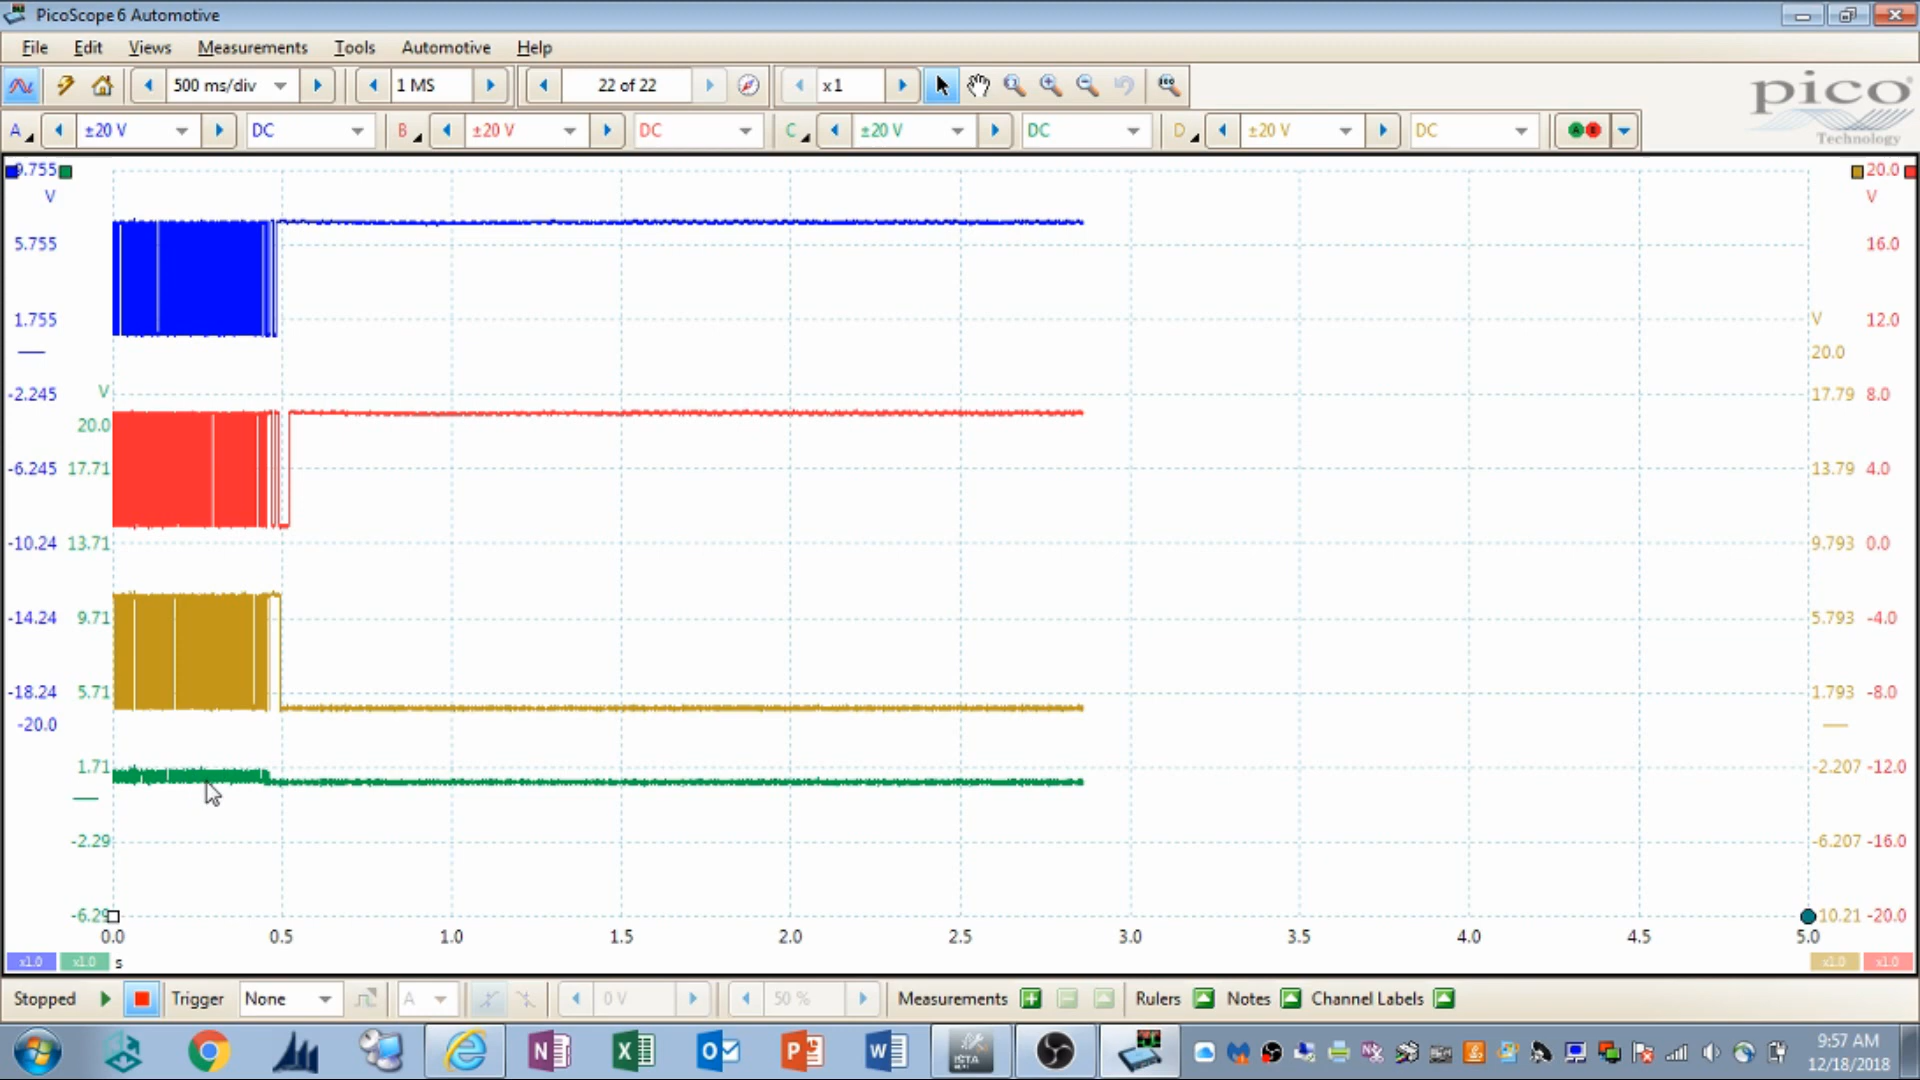 PicoScope 6 Automotive
File Edit Views Measurements Tools Automotive Help
500 ms/div 1 MS 22 of 22 x1
pico
Technology
A ±20 V DC B ±20 V DC C ±20 V DC D ±20 V DC
9.755 20.0
V V
5.755 16.0
1.755 V 12.0
20.0
-2.245 V 17.79 8.0
20.0
-6.245 17.71 13.79 4.0
-10.24 13.71 9.793 0.0
-14.24 9.71 5.793 -4.0
-18.24 5.71 1.793 -8.0
-20.0
1.71 -2.207 -12.0
-2.29 -6.207 -16.0
-6.29 10.21 -20.0
0.0 0.5 1.0 1.5 2.0 2.5 3.0 3.5 4.0 4.5 5.0
x1.0 x1.0 s x1.0 x1.0
Stopped Trigger None A 0 V 50 % Measurements Rulers Notes Channel Labels
N X O P W ISTA
9:57 AM
12/18/2018